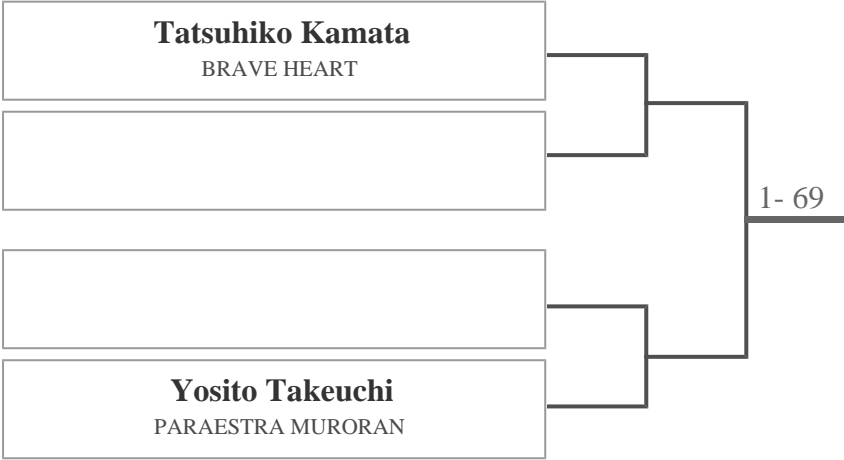 Tatsuhiko Kamata
BRAVE HEART
1- 69
Yosito Takeuchi
PARAESTRA MURORAN